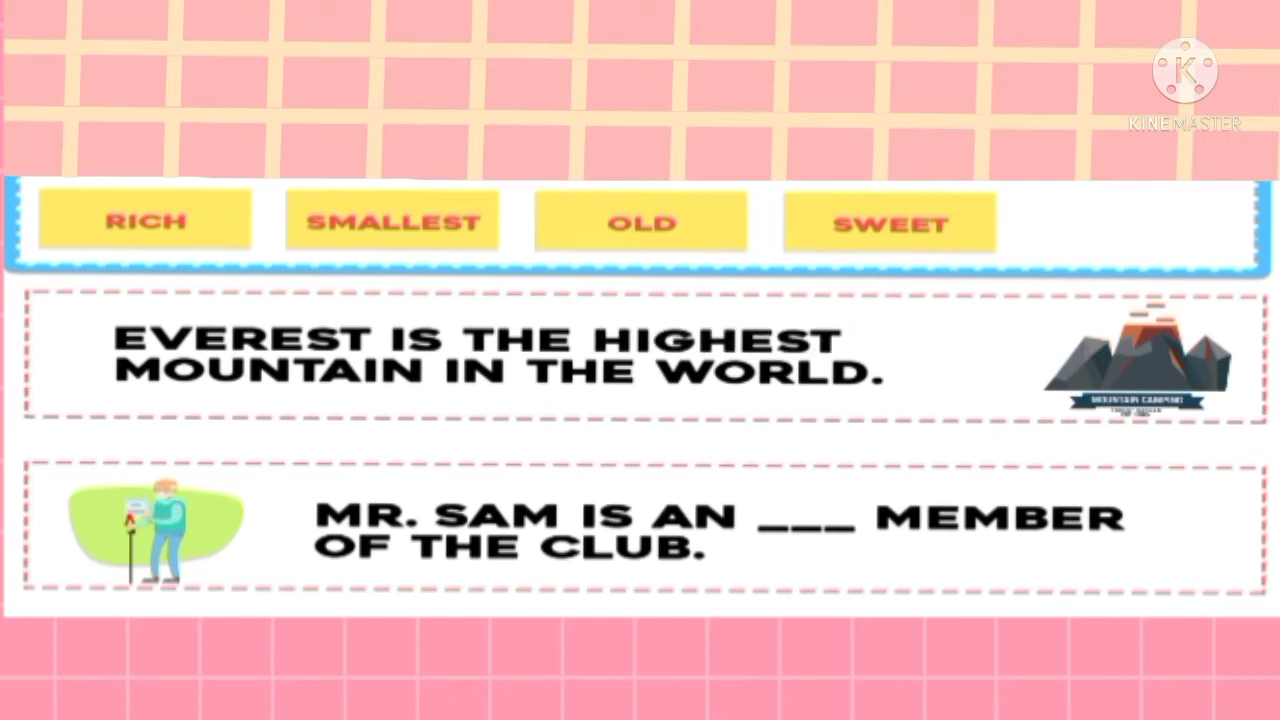 KINEMASTER
RICH
SMALLEST
OLD
SWEET
EVEREST IS THE HIGHEST
MOUNTAIN IN THE WORLD.
MOUNTAIN CAMPING
MR. SAM IS AN ___ MEMBER
OF THE CLUB.